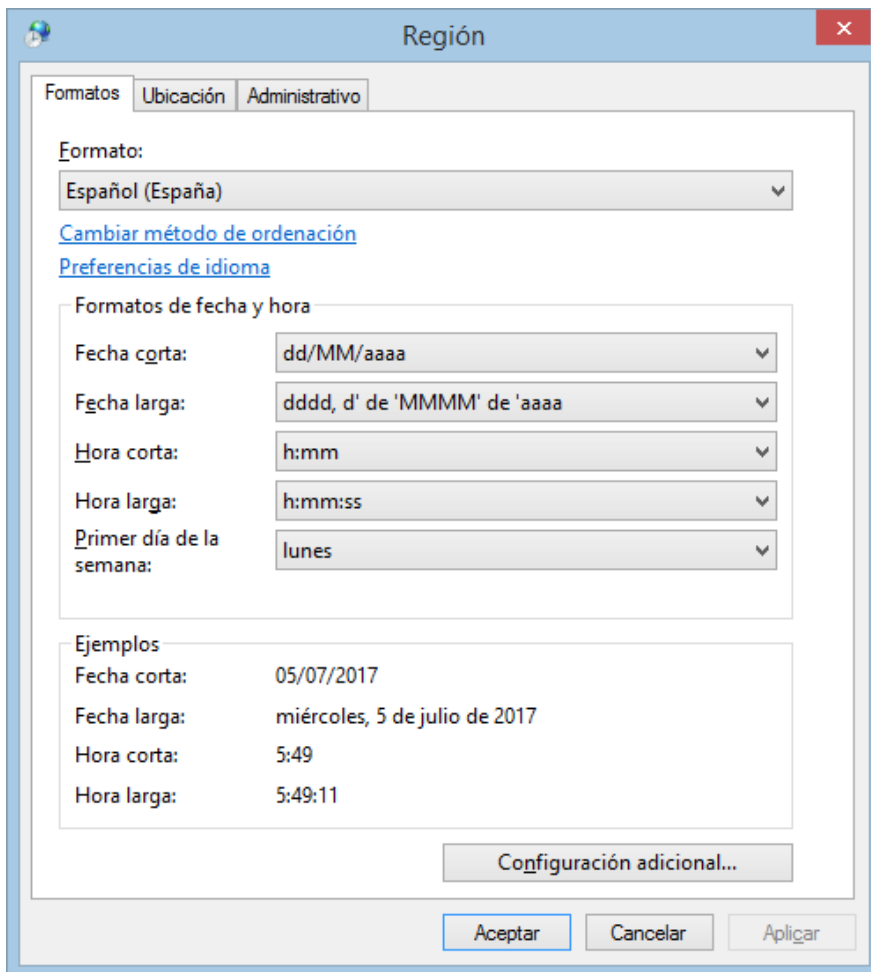 Región
Formatos Ubicación Administrativo
Formato:
Español (España)
Cambiar método de ordenación
Preferencias de idioma
Formatos de fecha y hora
Fecha corta: dd/MM/aaaa
Fecha larga: dddd, d' de 'MMMM' de 'aaaa
Hora corta: h:mm
Hora larga: h:mm:ss
Primer día de la
semana: lunes
Ejemplos
Fecha corta: 05/07/2017
Fecha larga: miércoles, 5 de julio de 2017
Hora corta: 5:49
Hora larga: 5:49:11
Configuración adicional...
Aceptar Cancelar Aplicar